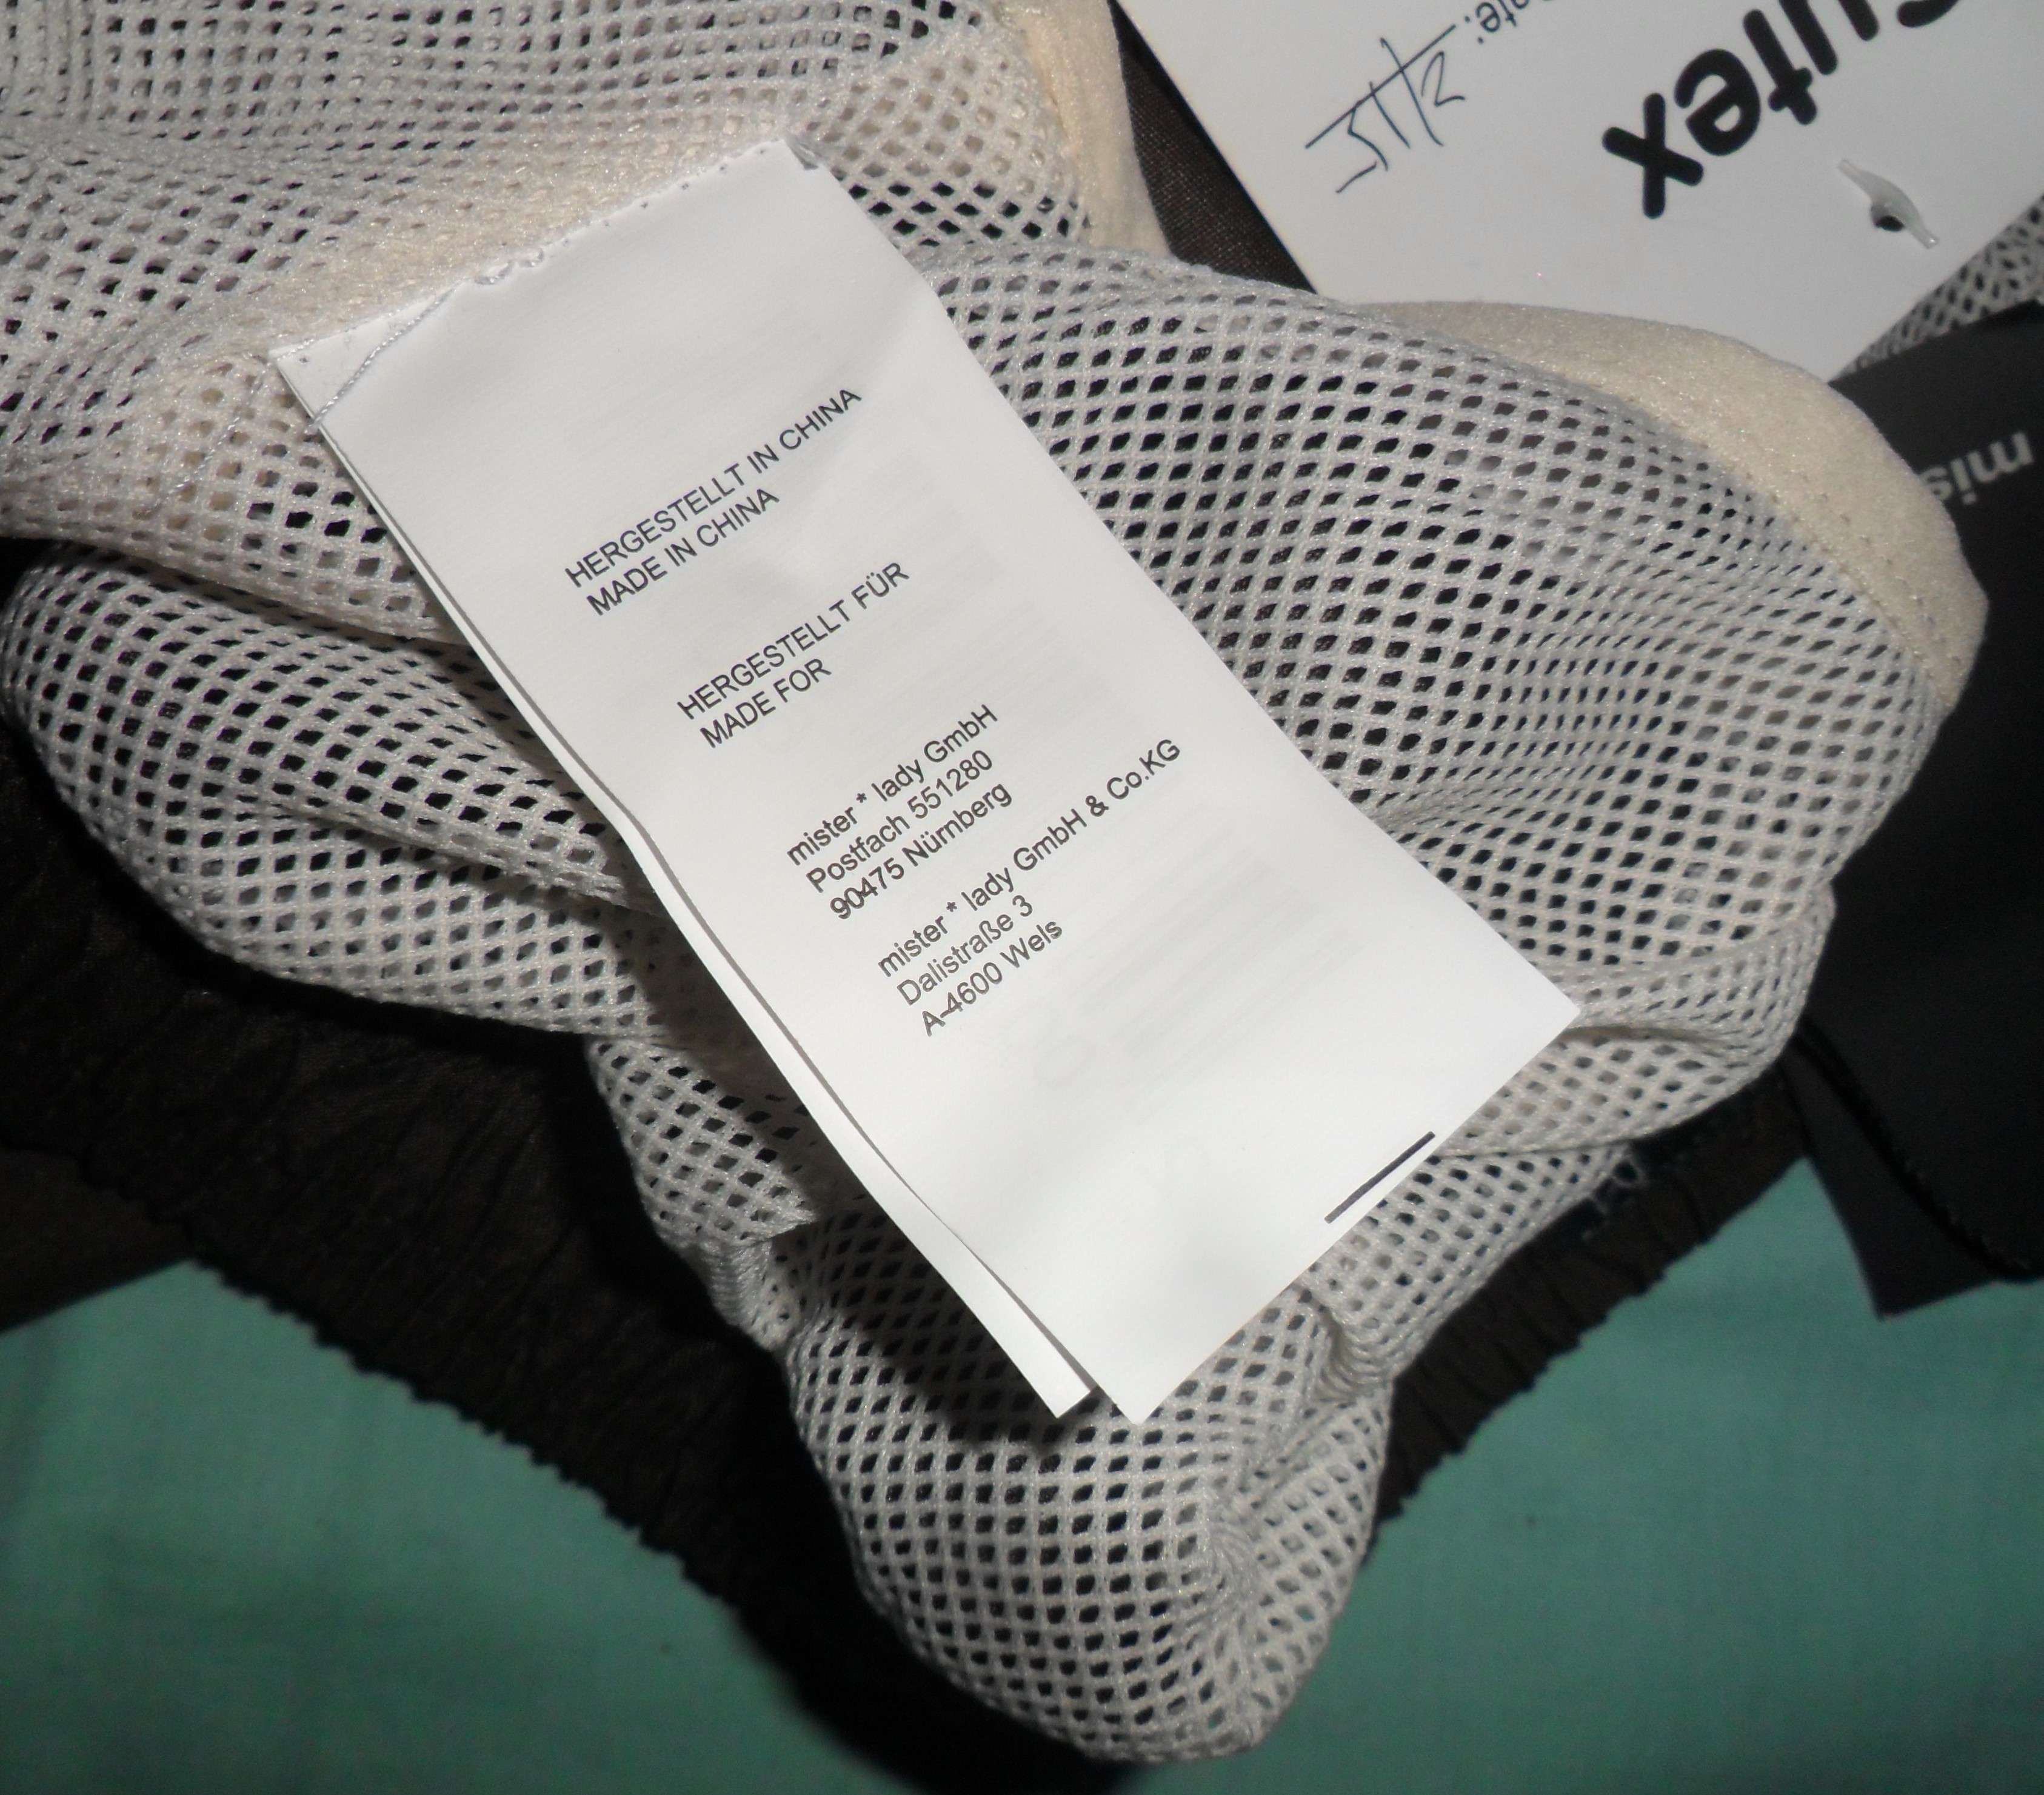 HERGESTELLT IN CHINA
MADE IN CHINA
HERGESTELLT FÜR
MADE FOR
mister * lady GmbH
Postfach 551280
90475 Nürnberg
mister * lady GmbH & Co.KG
Dalistraße 3
A-4600 Wels